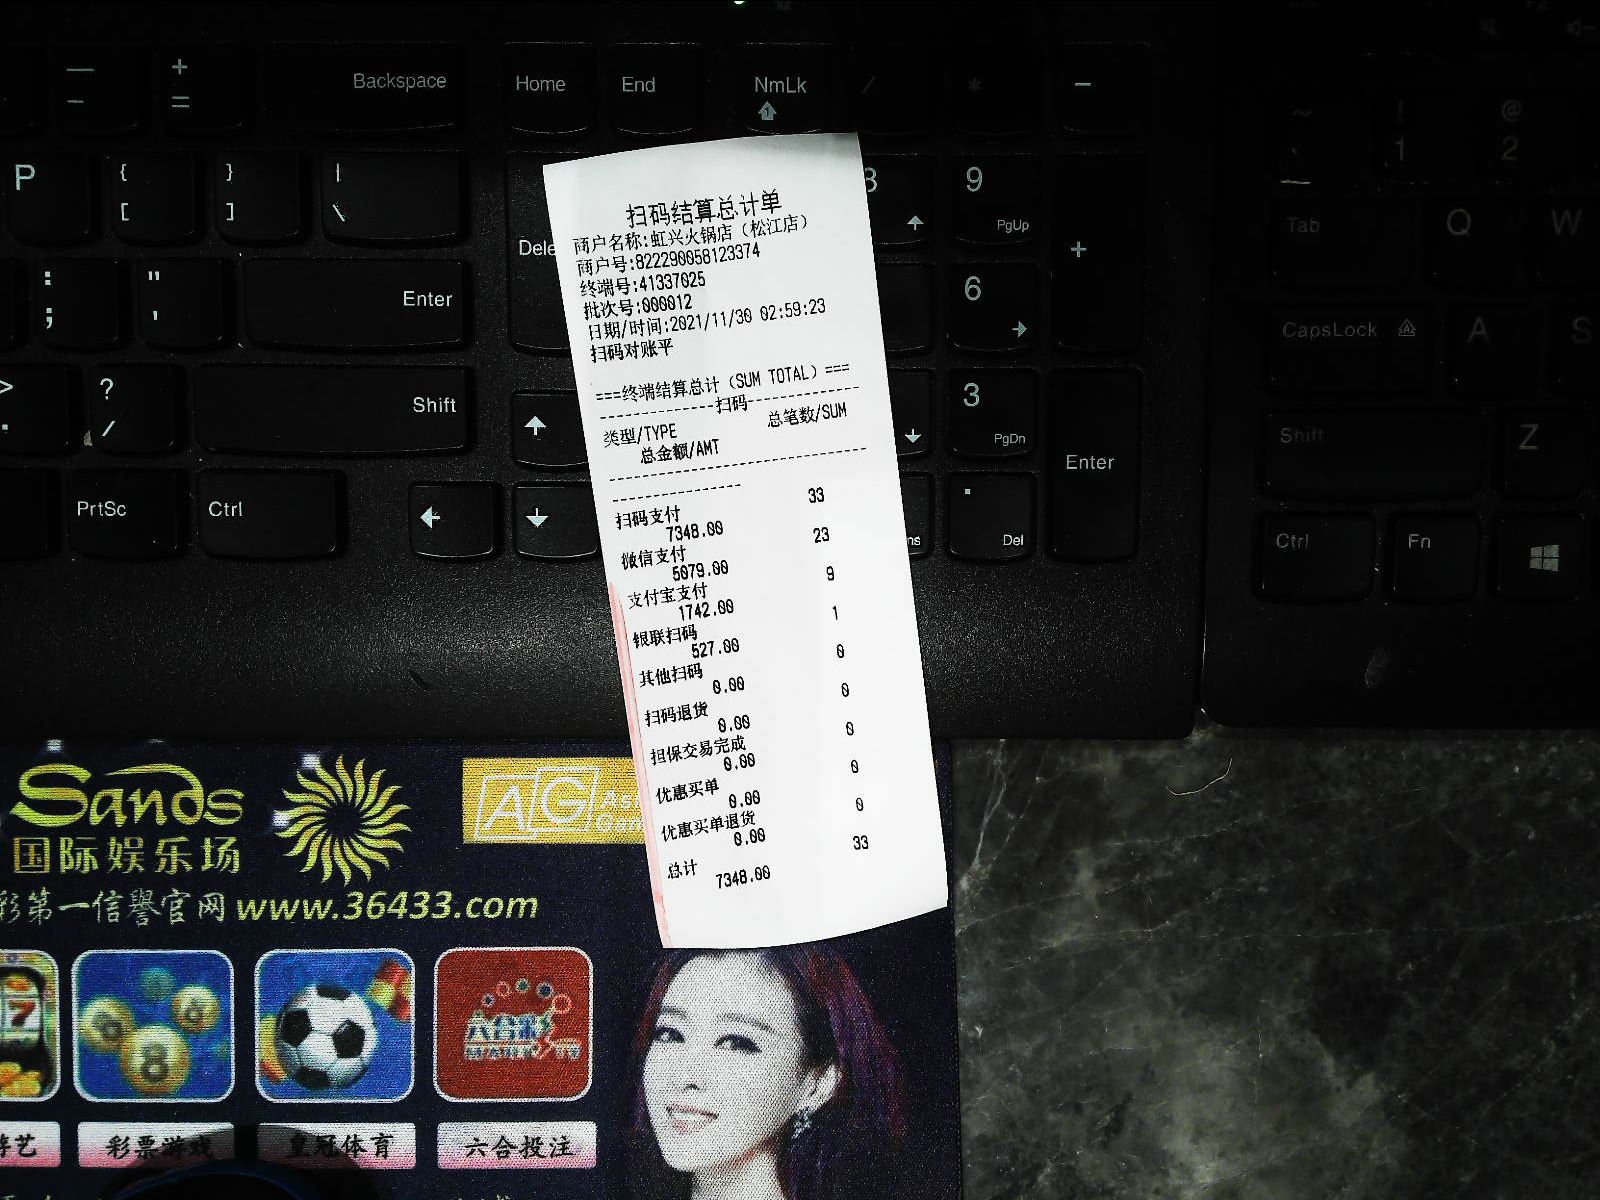 Backspace
Home
End
NmLk
/
*
-
P
{
[
}
]
|
\
Dele
9
PgUp
+
:
;
"
'
Enter
6
>
.
?
/
Shift
3
PgDn
Enter
PrtSc
Ctrl
.
Del
~
!
1
@
2
Tab
Q
W
CapsLock
A
S
Shift
Z
Ctrl
Fn
扫码结算总计单
商户名称:虹兴火锅店（松江店）
商户号:822290058123374
终端号:41337025
批次号:000012
日期/时间:2021/11/30 02:59:23
扫码对账平
===终端结算总计（SUM TOTAL）===
---------------扫码---------------
类型/TYPE 总笔数/SUM
总金额/AMT
----------------------------------
-----------------
扫码支付 33
7348.00
微信支付 23
5079.00
支付宝支付 9
1742.00
银联扫码 1
527.00
其他扫码 0
0.00
扫码退货 0
0.00
担保交易完成 0
0.00
优惠买单 0
0.00
优惠买单退货 0
0.00
总计 33
7348.00
Sands
国际娱乐场
AG
彩第一信譽官网www.36433.com
彩票游戏
皇冠体育
六合投注